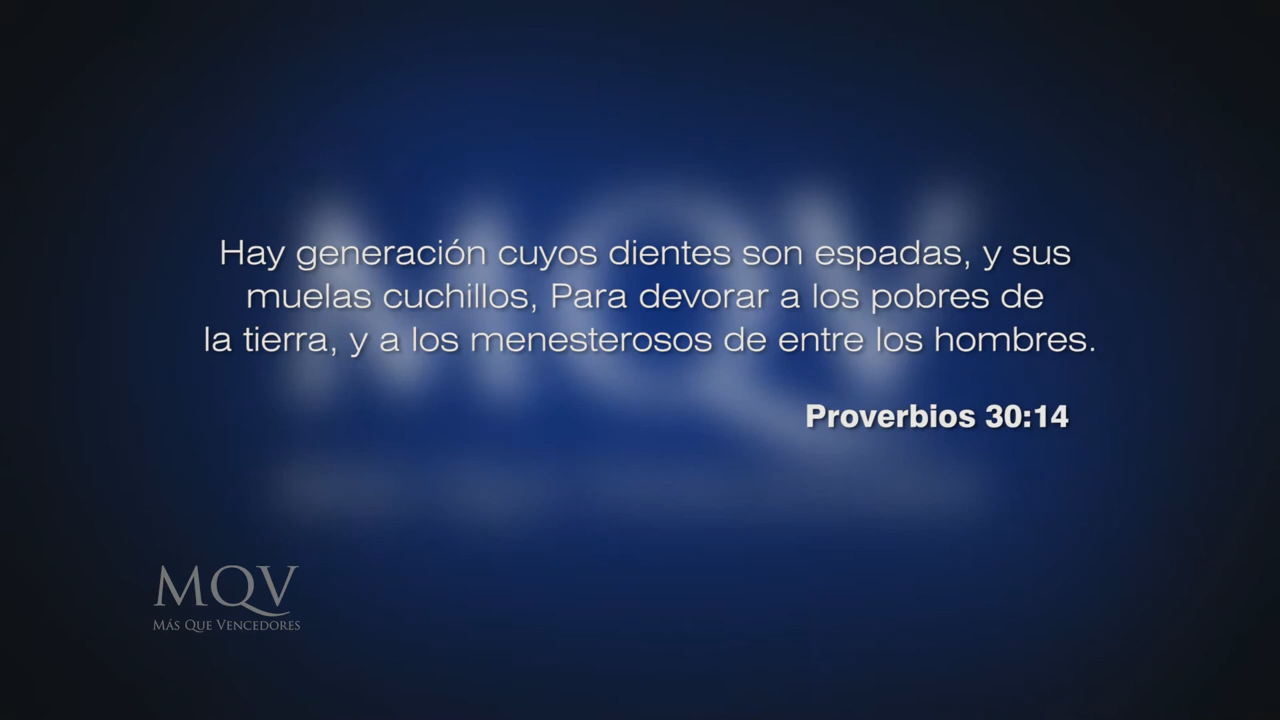 Hay generación cuyos dientes son espadas, y sus
muelas cuchillos, Para devorar a los pobres de
la tierra, y a los menesterosos de entre los hombres.
Proverbios 30:14
MQV
MÁS QUE VENCEDORES